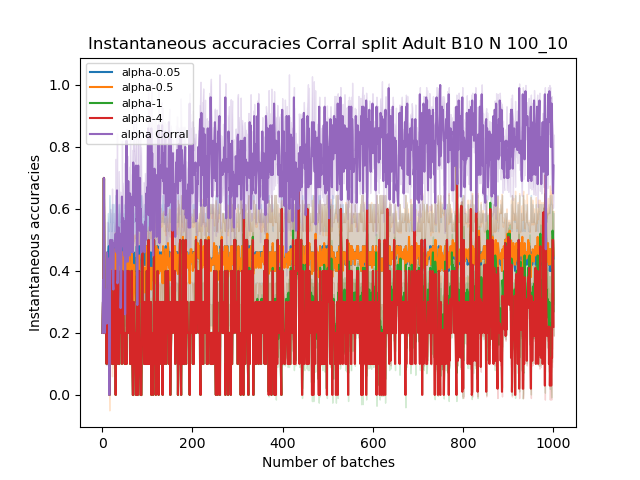 Instantaneous accuracies Corral split Adult B10 N 100_10
alpha-0.05
alpha-0.5
alpha-1
alpha-4
alpha Corral
Instantaneous accuracies
1.0
0.8
0.6
0.4
0.2
0.0
0 200 400 600 800 1000
Number of batches